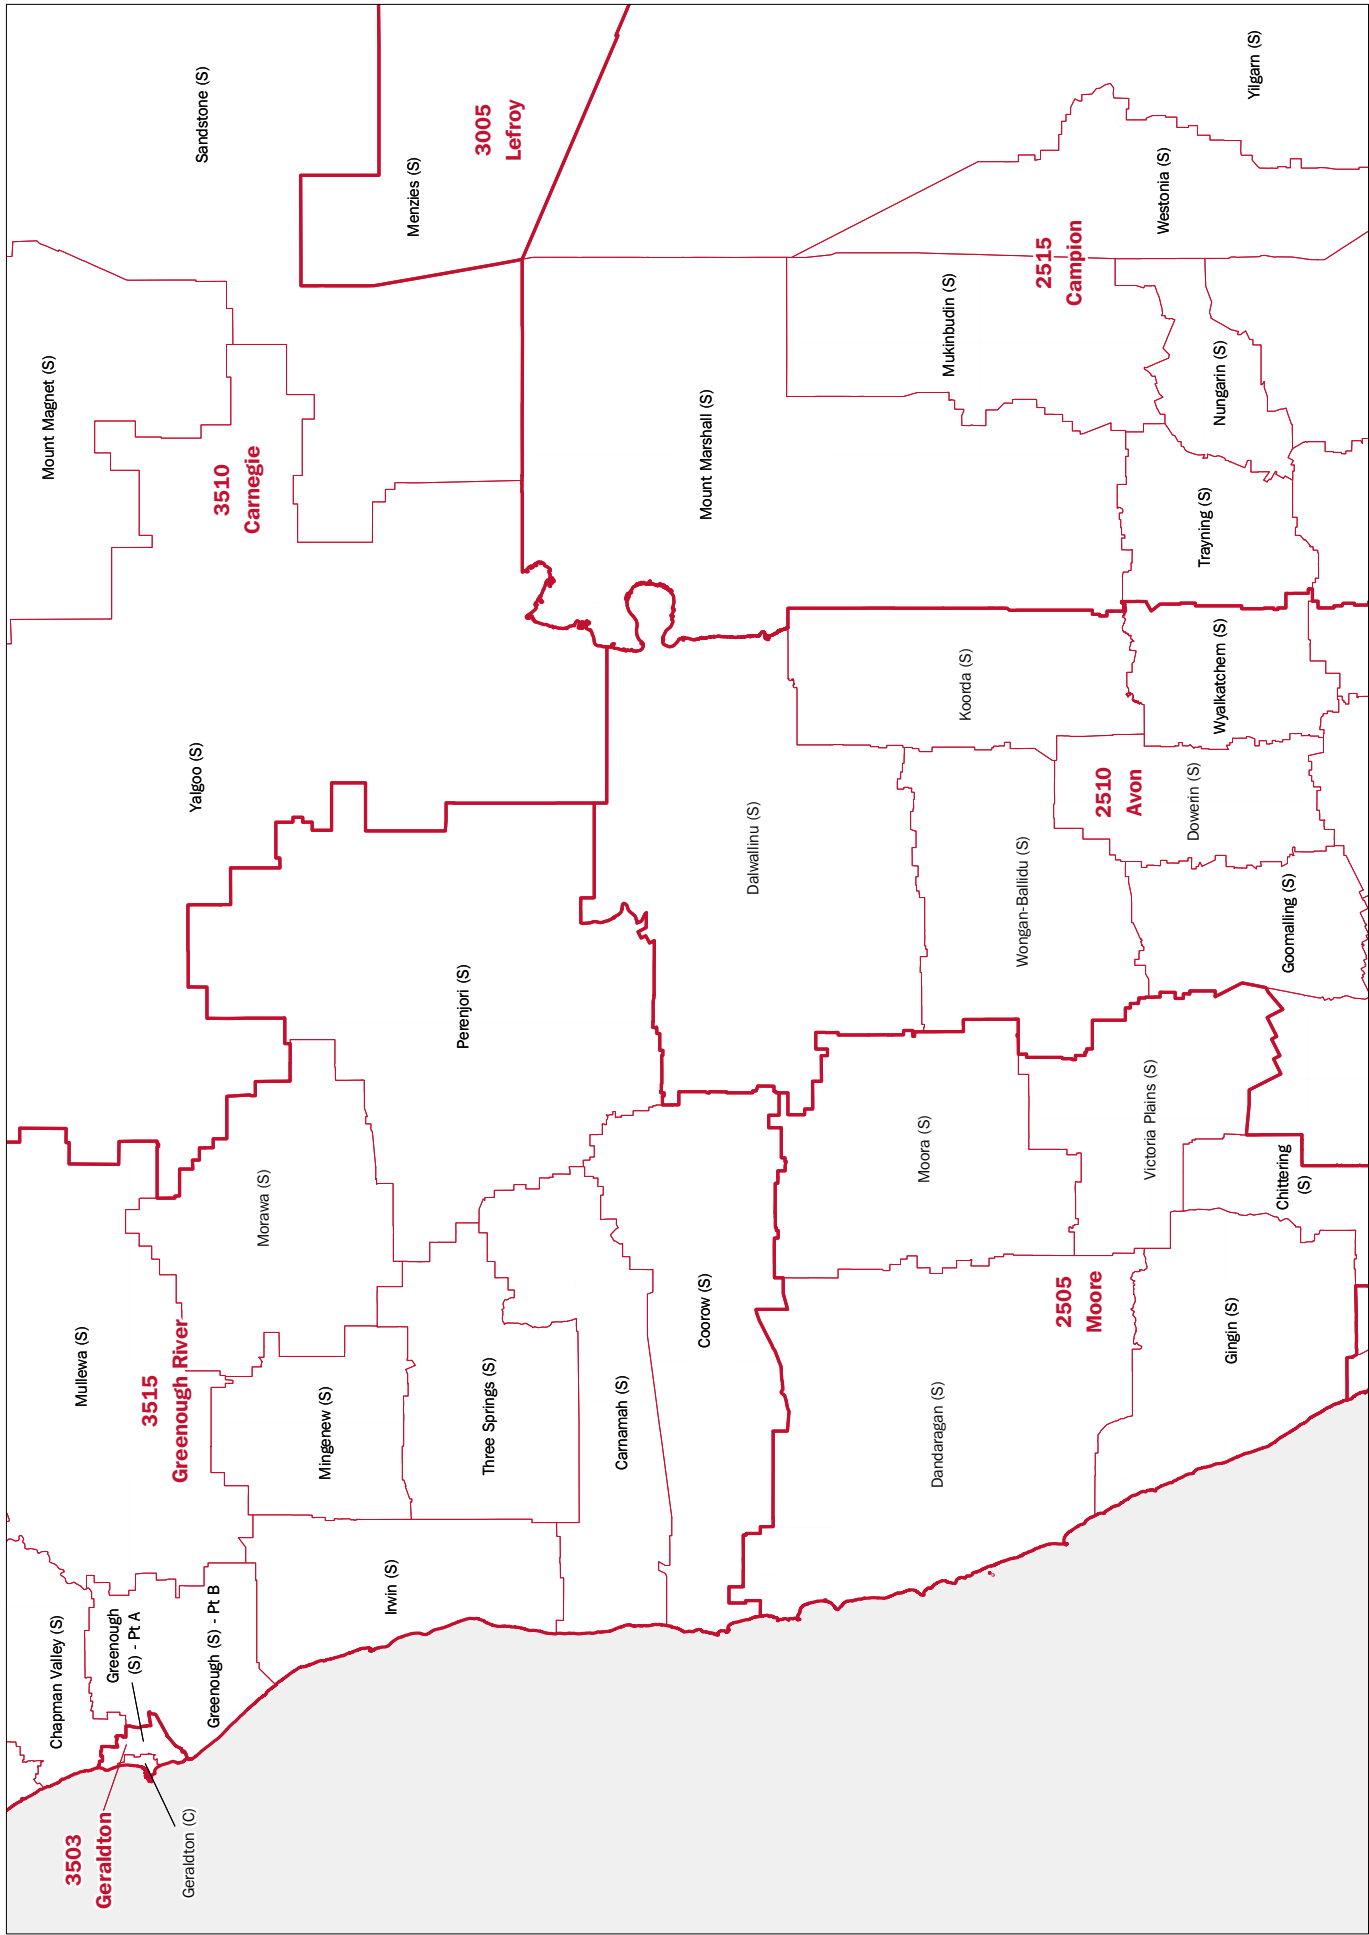 3503
Geraldton
Geraldton (C)
Chapman Valley (S)
Greenough
(S) - Pt A
Greenough (S) - Pt B
Irwin (S)
Mullewa (S)
3515
Greenough River
Mingenew (S)
Three Springs (S)
Carnamah (S)
Coorow (S)
Dandaragan (S)
2505
Moore
Gingin (S)
Morawa (S)
Moora (S)
Victoria Plains (S)
Chittering
(S)
Perenjori (S)
Yalgoo (S)
Dalwallinu (S)
Wongan-Ballidu (S)
Goomalling (S)
2510
Avon
Dowerin (S)
Koorda (S)
Wyalkatchem (S)
Mount Magnet (S)
3510
Carnegie
Mount Marshall (S)
Trayning (S)
Mukinbudin (S)
Nungarin (S)
2515
Campion
Sandstone (S)
Menzies (S)
3005
Lefroy
Westonia (S)
Yilgarn (S)